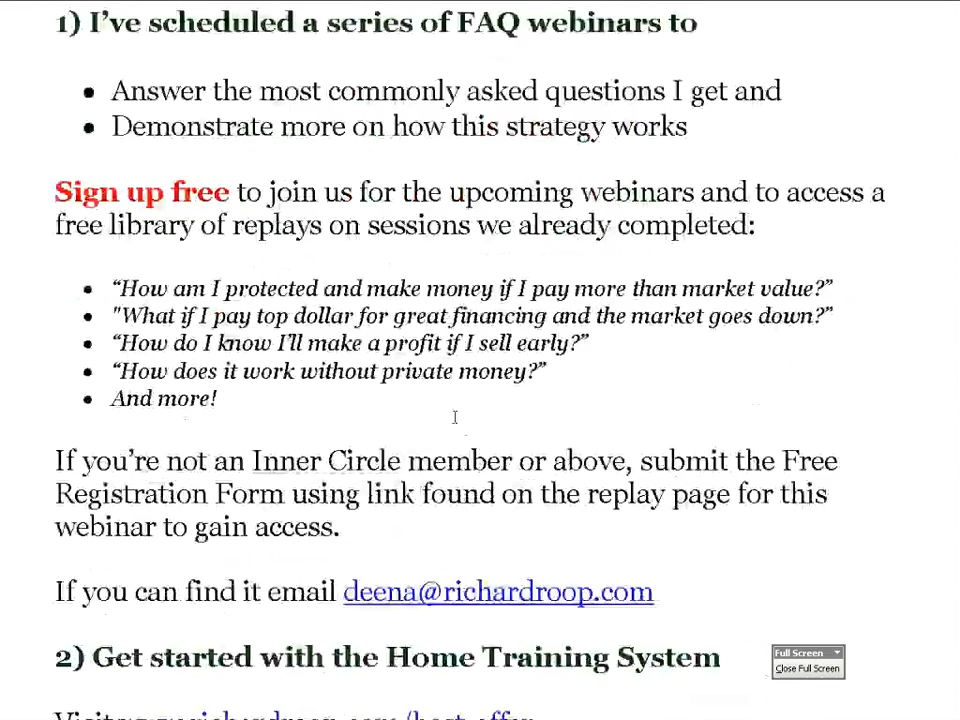 1) I've scheduled a series of FAQ webinars to
• Answer the most commonly asked questions I get and
• Demonstrate more on how this strategy works
Sign up free to join us for the upcoming webinars and to access a
free library of replays on sessions we already completed:
• “How am I protected and make money if I pay more than market value?”
• "What if I pay top dollar for great financing and the market goes down?”
• “How do I know I'll make a profit if I sell early?”
• “How does it work without private money?”
• And more!
If you're not an Inner Circle member or above, submit the Free
Registration Form using link found on the replay page for this
webinar to gain access.
If you can find it email deena@richardroop.com
2) Get started with the Home Training System
Full Screen
Close Full Screen